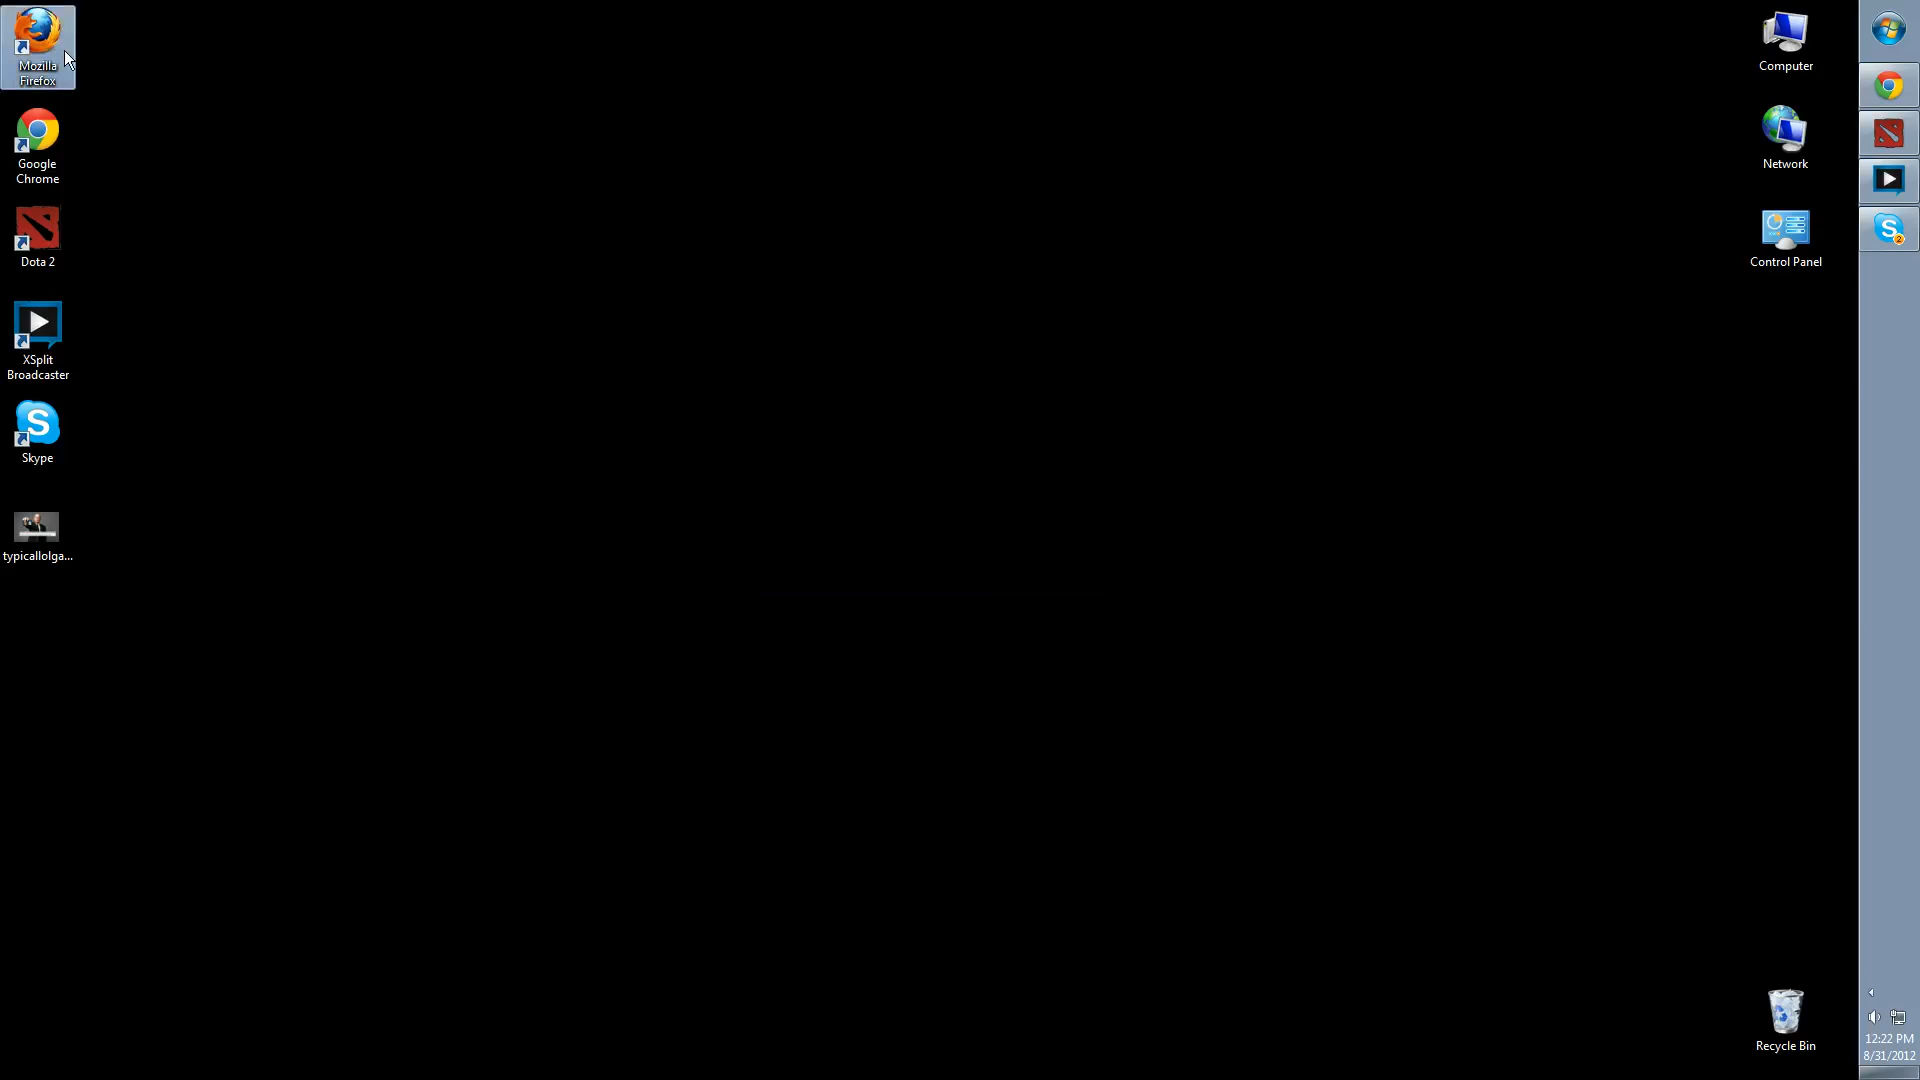 Mozilla
Firefox
Google
Chrome
Dota 2
XSplit
Broadcaster
Skype
typicallolga...
Computer
Network
Control Panel
Recycle Bin
2
12:22 PM
8/31/2012